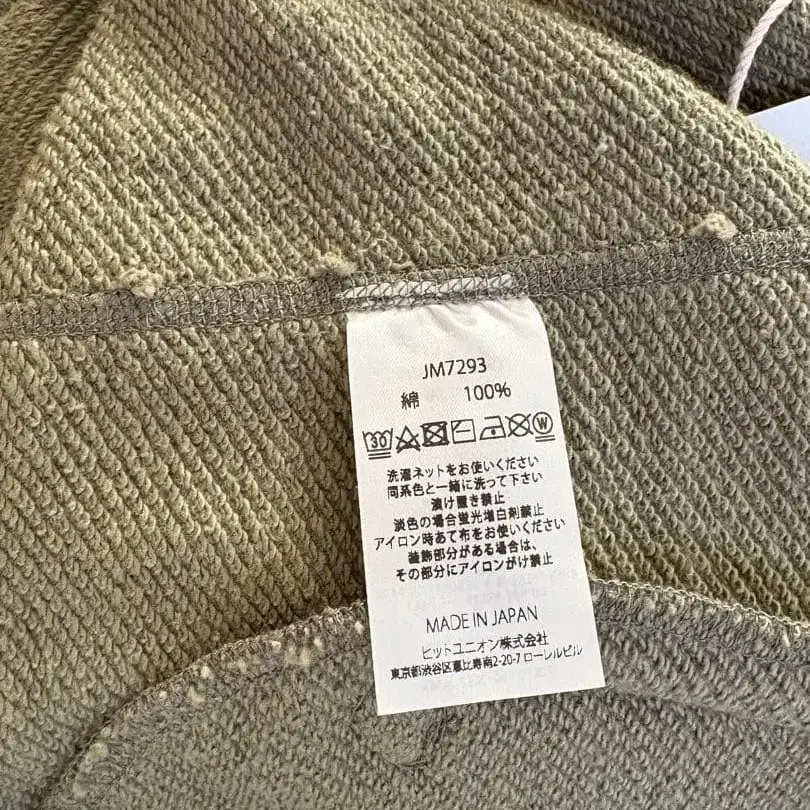 JM7293
綿 100%
30 W
洗濯ネットをお使いください
同系色と一緒に洗って下さい
漬け置き禁止
淡色の場合蛍光増白剤禁止
アイロン時あて布をお使いください
装飾部分がある場合は、
その部分にアイロンがけ禁止
MADE IN JAPAN
ヒットユニオン株式会社
東京都渋谷区恵比寿南2-20-7 ローレルビル